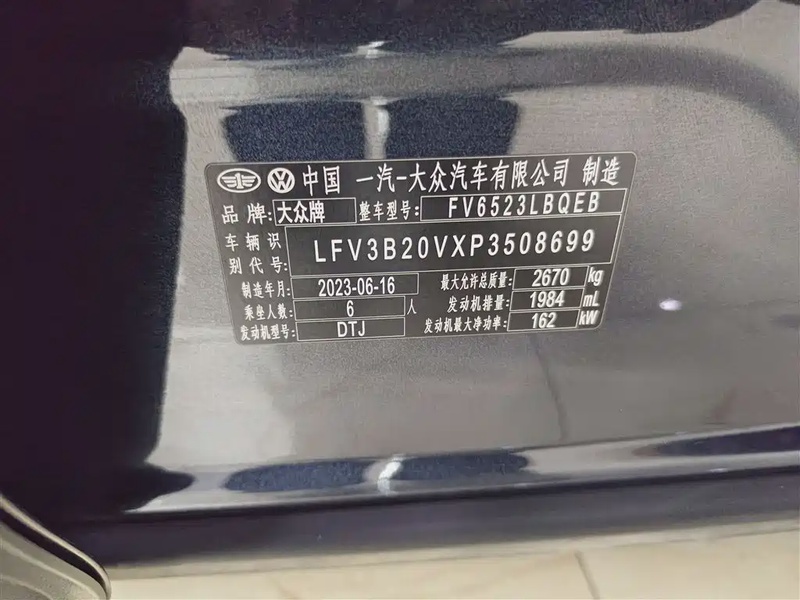 中国 一汽-大众汽车有限公司 制造
品牌: 大众牌 整车型号: FV6523LBQEB
车辆识别代号: LFV3B20VXP3508699
制造年月: 2023-06-16 最大允许总质量: 2670 kg
乘坐人数: 6 人 发动机排量: 1984 mL
发动机型号: DTJ 发动机最大净功率: 162 kW